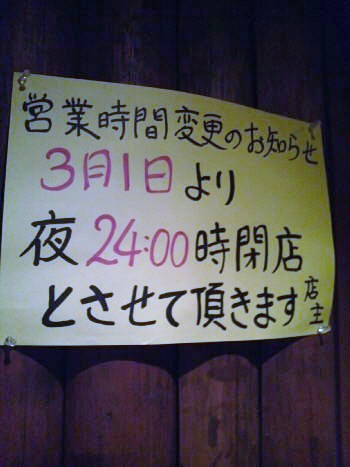 営業時間変更のお知らせ
3月1日より
夜24:00時閉店
とさせて頂きます
店主